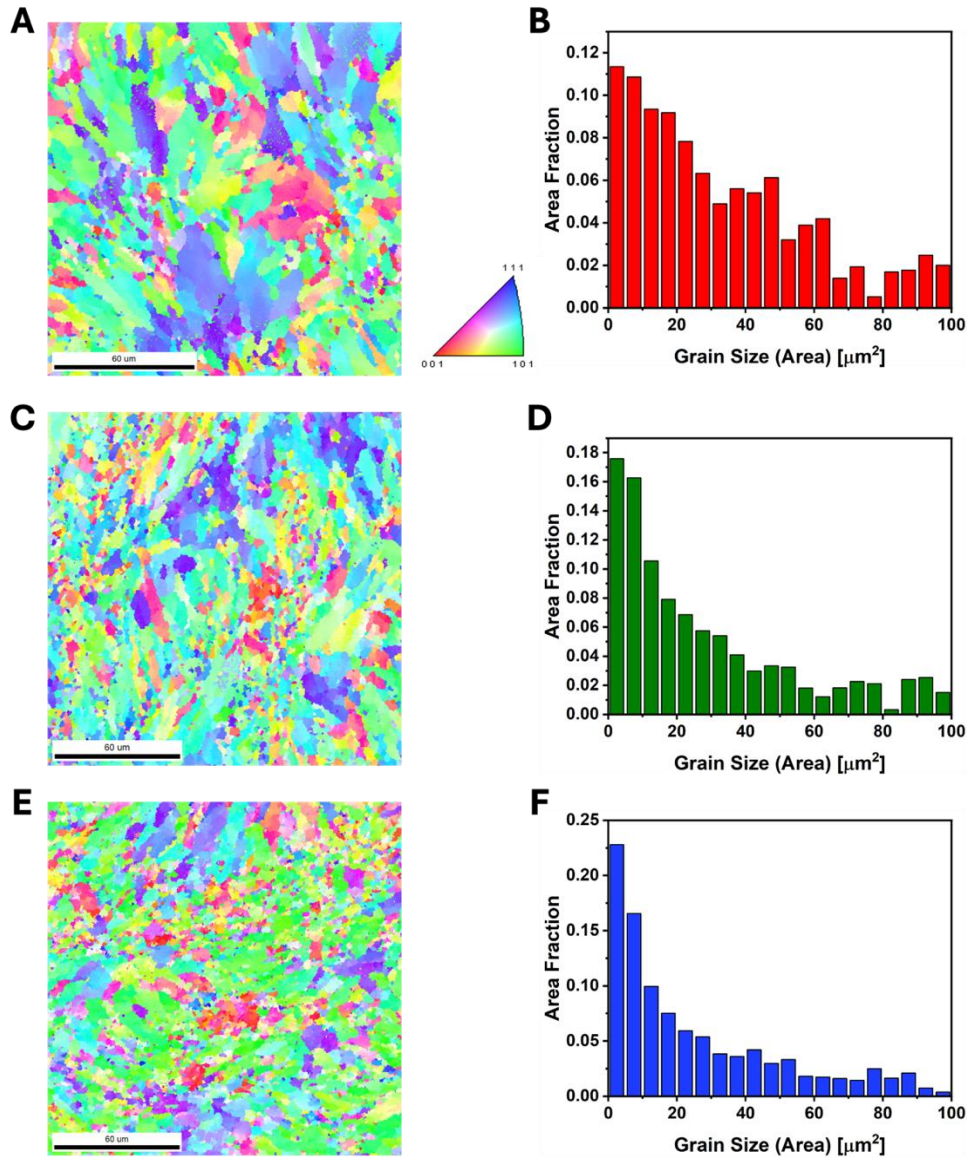 A
60 um
1 1 1
0 0 1
1 0 1
B
Area Fraction
0.12
0.10
0.08
0.06
0.04
0.02
0.00
0 20 40 60 80 100
Grain Size (Area) [μm²]
C
60 um
D
Area Fraction
0.18
0.16
0.14
0.12
0.10
0.08
0.06
0.04
0.02
0.00
0 20 40 60 80 100
Grain Size (Area) [μm²]
E
60 um
F
Area Fraction
0.25
0.20
0.15
0.10
0.05
0.00
0 20 40 60 80 100
Grain Size (Area) [μm²]